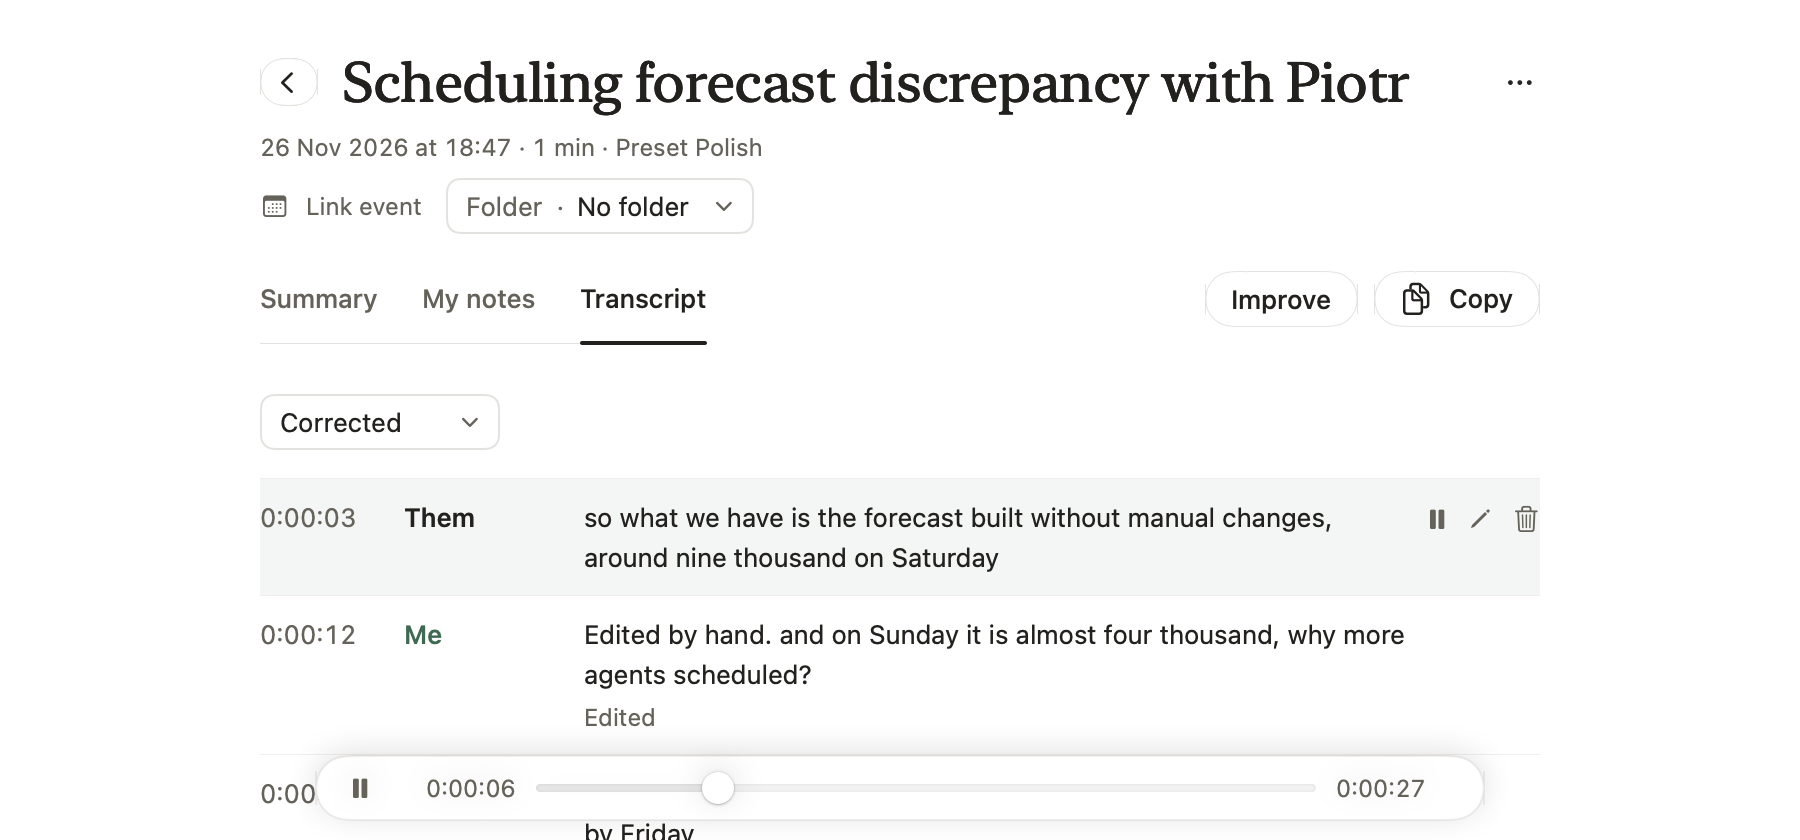 Scheduling forecast discrepancy with Piotr
26 Nov 2026 at 18:47 · 1 min · Preset Polish
Link event
Folder · No folder
Summary
My notes
Transcript
Improve
Copy
Corrected
0:00:03
Them
so what we have is the forecast built without manual changes,
around nine thousand on Saturday
0:00:12
Me
Edited by hand. and on Sunday it is almost four thousand, why more
agents scheduled?
Edited
0:00
0:00:06
0:00:27
by Friday